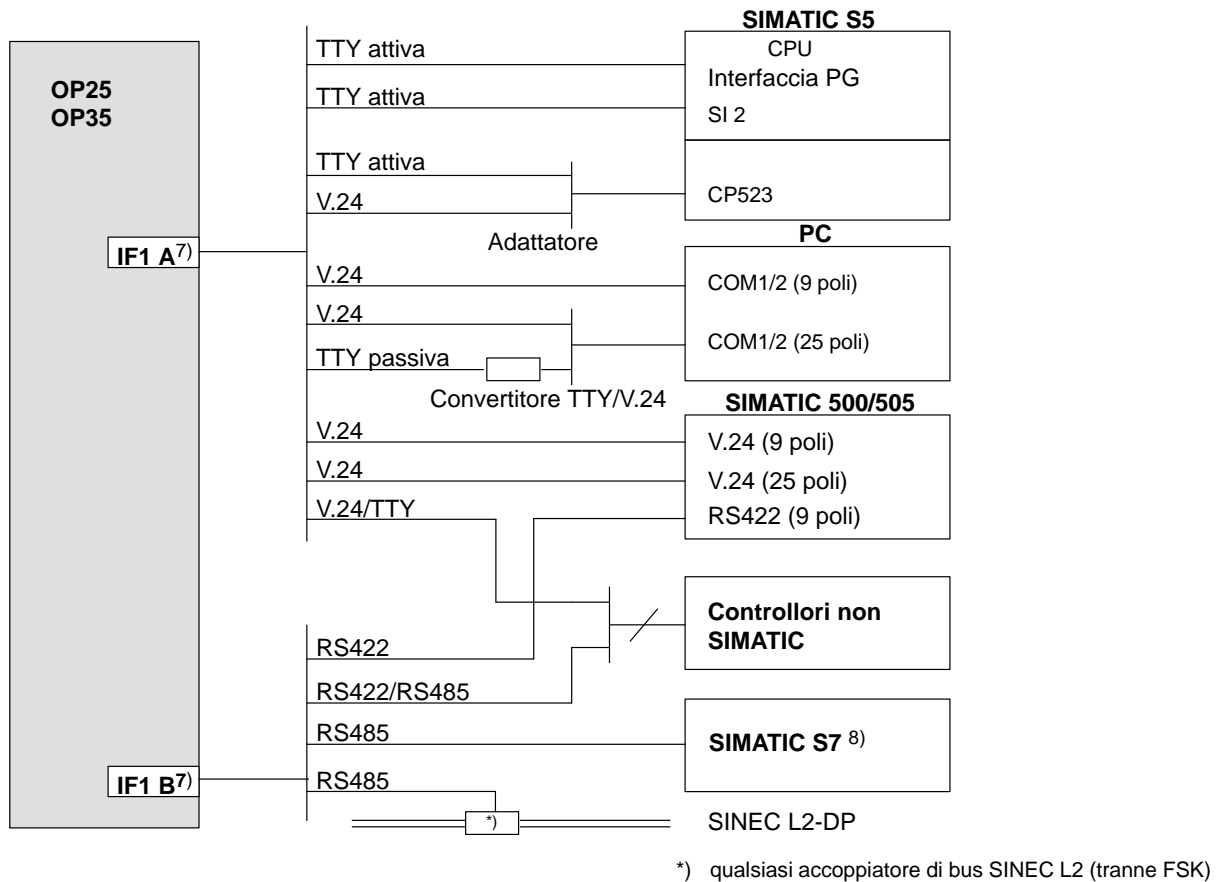 SIMATIC S5
OP25
OP35
TTY attiva
CPU
Interfaccia PG
TTY attiva
SI 2
TTY attiva
V.24
CP523
Adattatore
IF1 A7)
PC
V.24
COM1/2 (9 poli)
V.24
COM1/2 (25 poli)
TTY passiva
Convertitore TTY/V.24
SIMATIC 500/505
V.24
V.24 (9 poli)
V.24
V.24 (25 poli)
V.24/TTY
RS422 (9 poli)
Controllori non
SIMATIC
RS422
RS422/RS485
RS485
SIMATIC S7 8)
IF1 B7)
RS485
*)
SINEC L2-DP
*) qualsiasi accoppiatore di bus SINEC L2 (tranne FSK)